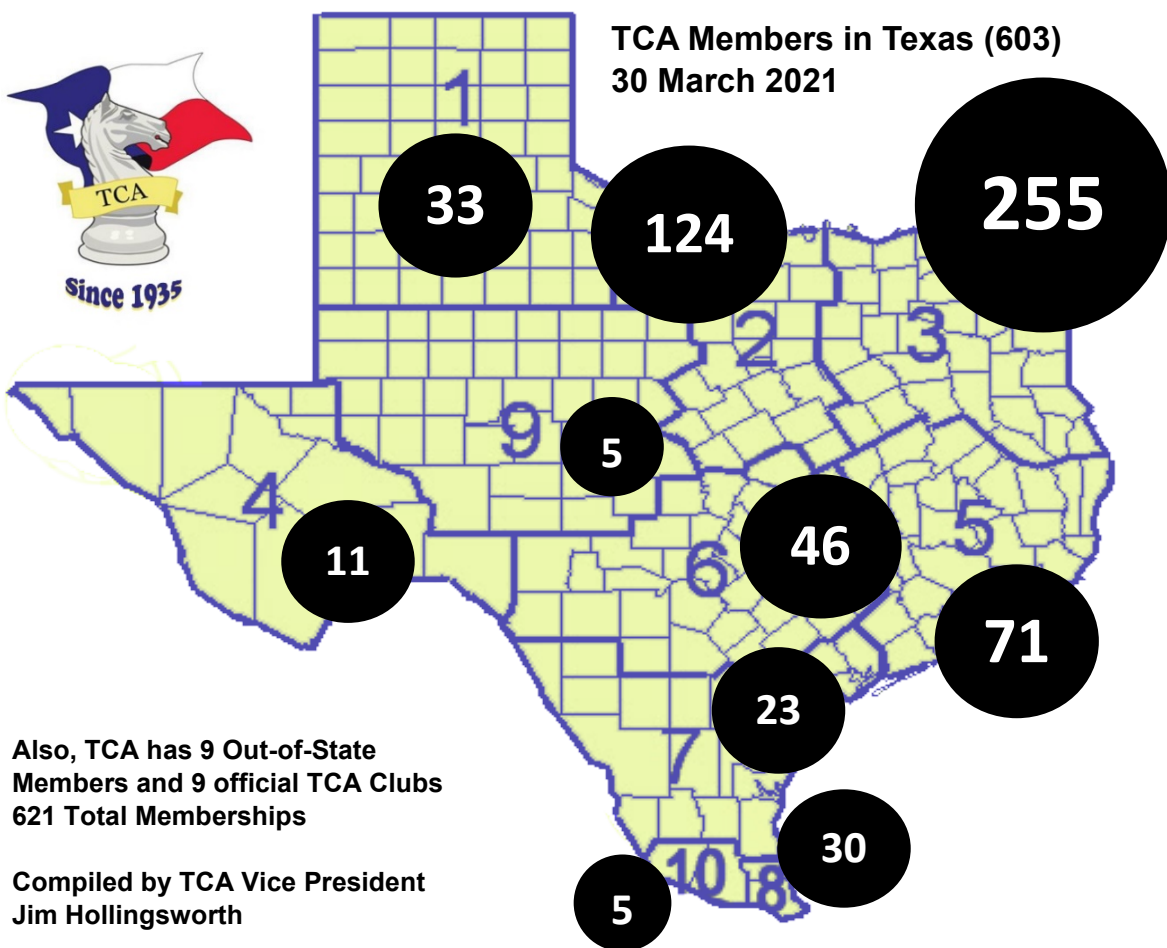 TCA Members in Texas (603)
30 March 2021
TCA
Since 1935
1
33
124
255
2
3
9
5
4
11
6
46
5
71
23
7
Also, TCA has 9 Out-of-State
Members and 9 official TCA Clubs
621 Total Memberships
30
10
8
5
Compiled by TCA Vice President
Jim Hollingsworth